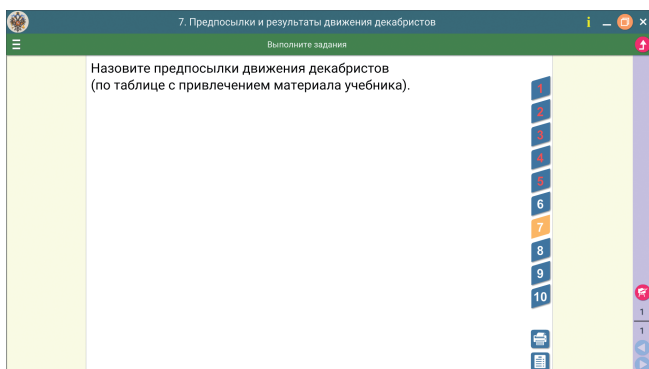 7. Предпосылки и результаты движения декабристов
i
Выполните задания
Назовите предпосылки движения декабристов
(по таблице с привлечением материала учебника).
1
2
3
4
5
6
7
8
9
10
1
1